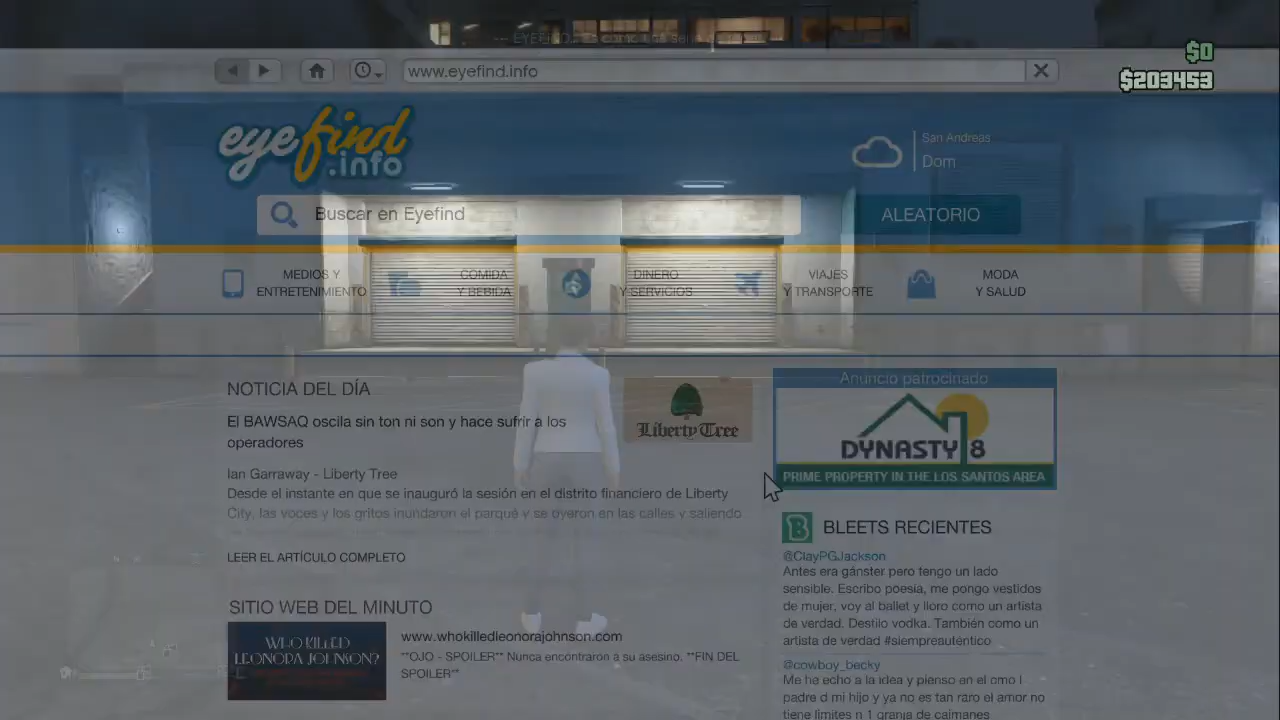 $0
www.eyefind.info
$203453
eyefind
.info
San Andreas
Dom
Buscar en Eyefind
ALEATORIO
MEDIOS Y
ENTRETENIMIENTO
COMIDA
Y BEBIDA
DINERO
Y SERVICIOS
VIAJES
Y TRANSPORTE
MODA
Y SALUD
NOTICIA DEL DÍA
El BAWSAQ oscila sin ton ni son y hace sufrir a los
operadores
Liberty Tree
Ian Garraway - Liberty Tree
Desde el instante en que se inauguró la sesión en el distrito financiero de Liberty
City, las voces y los gritos inundaron el parqué y se oyeron en las calles y saliendo
LEER EL ARTÍCULO COMPLETO
SITIO WEB DEL MINUTO
WHO KILLED
LEONORA JOHNSON?
www.whokilledleonorajohnson.com
**OJO - SPOILER** Nunca encontraron a su asesino. **FIN DEL
SPOILER**
Anuncio patrocinado
DYNASTY 8
PRIME PROPERTY IN THE LOS SANTOS AREA
BLEETS RECIENTES
@ClayPGJackson
Antes era gánster pero tengo un lado
sensible. Escribo poesía, me pongo vestidos
de mujer, voy al ballet y lloro como un artista
de verdad. Destilo vodka. También como un
artista de verdad #siempreauténtico
@cowboy_becky
Me he echo a la idea y pienso en el cmo l
padre d mi hijo y ya no es tan raro el amor no
tiene límites n 1 granja de caimanes